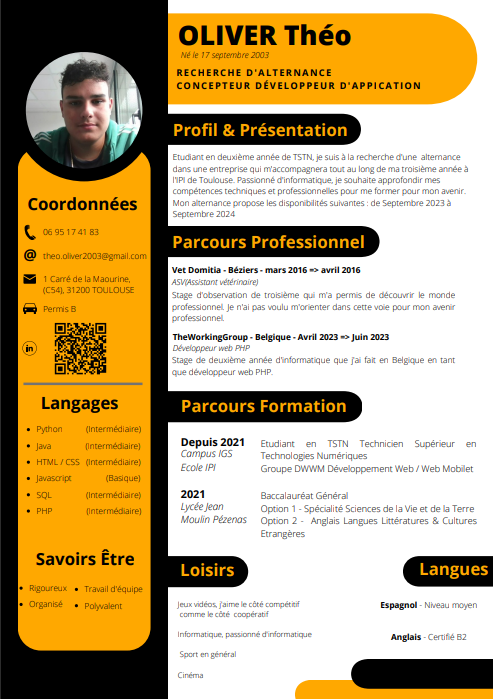 OLIVER Théo
Né le 17 septembre 2003
RECHERCHE D'ALTERNANCE
CONCEPTEUR DÉVELOPPEUR D'APPICATION
Coordonnées
06 95 17 41 83
theo.oliver2003@gmail.com
1 Carré de la Maourine,
(C54), 31200 TOULOUSE
Permis B
in
Langages
Python (Intermédiaire)
Java (Intermédiaire)
HTML / CSS (Intermédiaire)
Javascript (Basique)
SQL (Intermédiaire)
PHP (Intermédiaire)
Savoirs Être
Rigoureux
Travail d'équipe
Organisé
Polyvalent
Profil & Présentation
Etudiant en deuxième année de TSTN, je suis à la recherche d'une alternance
dans une entreprise qui m'accompagnera tout au long de ma troisième année à
l'IPI de Toulouse. Passionné d'informatique, je souhaite approfondir mes
compétences techniques et professionnelles pour me former pour mon avenir.
Mon alternance propose les disponibilités suivantes : de Septembre 2023 à
Septembre 2024
Parcours Professionnel
Vet Domitia - Béziers - mars 2016 => avril 2016
ASV(Assistant vétérinaire)
Stage d'observation de troisième qui m'a permis de découvrir le monde
professionnel. Je n'ai pas voulu m'orienter dans cette voie pour mon avenir
professionnel.
TheWorkingGroup - Belgique - Avril 2023 => Juin 2023
Développeur web PHP
Stage de deuxième année d'informatique que j'ai fait en Belgique en tant
que développeur web PHP.
Parcours Formation
Depuis 2021
Campus IGS
Ecole IPI
Etudiant en TSTN Technicien Supérieur en
Technologies Numériques
Groupe DWWM Développement Web / Web Mobilet
2021
Lycée Jean
Moulin Pézenas
Baccalauréat Général
Option 1 - Spécialité Sciences de la Vie et de la Terre
Option 2 - Anglais Langues Littératures & Cultures
Etrangères
Loisirs
Jeux vidéos, j'aime le côté compétitif
comme le côté coopératif
Informatique, passionné d'informatique
Sport en général
Cinéma
Langues
Espagnol - Niveau moyen
Anglais - Certifié B2